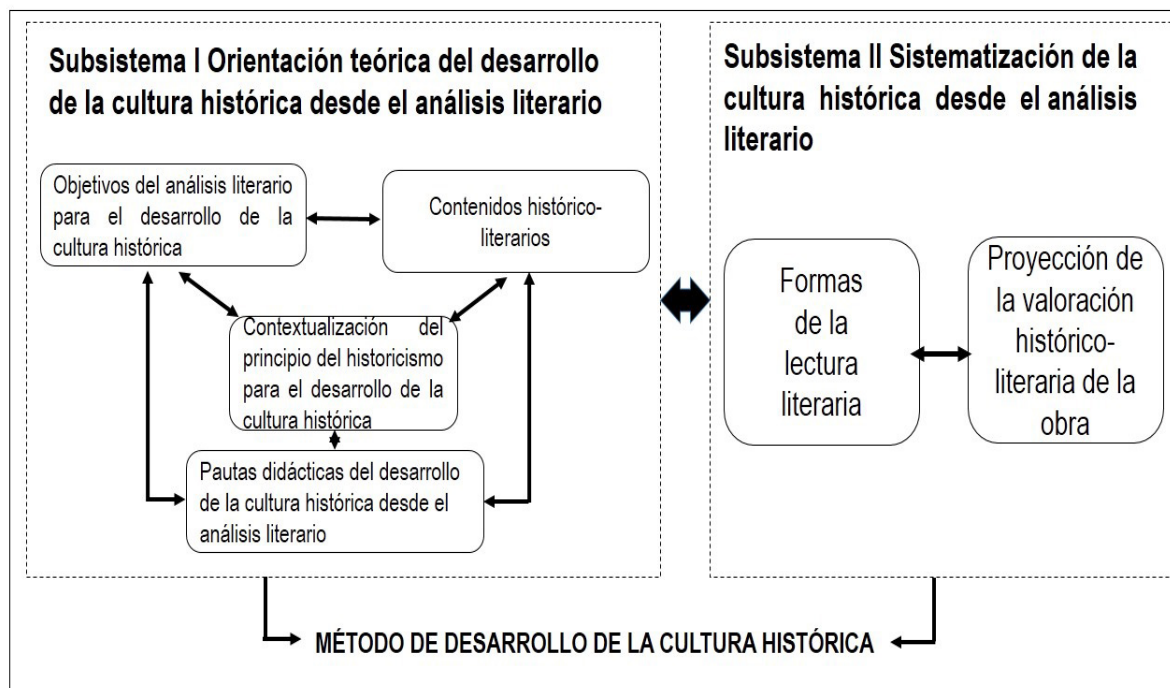 Subsistema I Orientación teórica del desarrollo
de la cultura histórica desde el análisis literario
Objetivos del análisis literario
para el desarrollo de la
cultura histórica
Contenidos histórico-
literarios
Contextualización del
principio del historicismo
para el desarrollo de la
cultura histórica
Pautas didácticas del desarrollo
de la cultura histórica desde el
análisis literario
Subsistema II Sistematización de la
cultura histórica desde el análisis
literario
Formas
de la
lectura
literaria
Proyección de
la valoración
histórico-
literaria de la
obra
MÉTODO DE DESARROLLO DE LA CULTURA HISTÓRICA